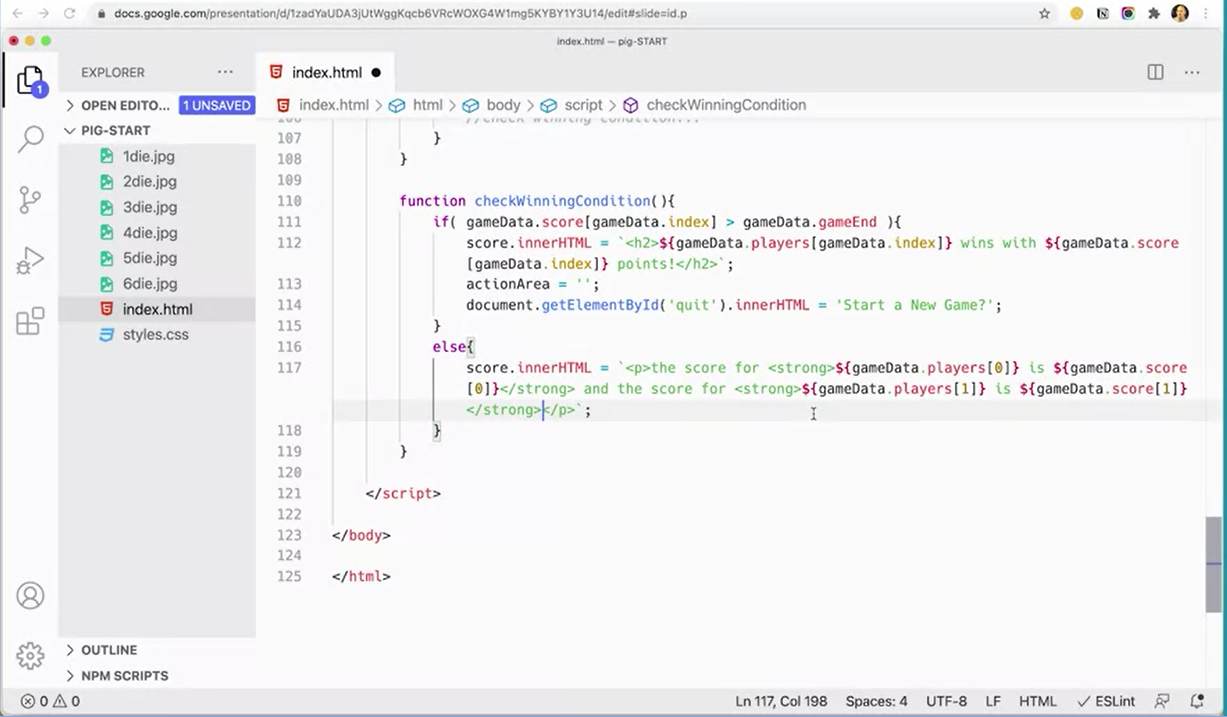 docs.google.com/presentation/d/1zadYaUDA3jUtWggKqcb6VRcWOXG4W1mg5KYBY1Y3U14/edit#slide=id.p
index.html — pig-START
EXPLORER
index.html
1
OPEN EDITO... 1 UNSAVED
index.html > html > body > script > checkWinningCondition
PIG-START
1die.jpg
2die.jpg
3die.jpg
4die.jpg
5die.jpg
6die.jpg
index.html
styles.css
106 //check winning condition...
107 }
108 }
109
110 function checkWinningCondition(){
111 if( gameData.score[gameData.index] > gameData.gameEnd ){
112 score.innerHTML = `<h2>${gameData.players[gameData.index]} wins with ${gameData.score
[gameData.index]} points!</h2>`;
113 actionArea = '';
114 document.getElementById('quit').innerHTML = 'Start a New Game?';
115 }
116 else{
117 score.innerHTML = `<p>the score for <strong>${gameData.players[0]} is ${gameData.score
[0]}</strong> and the score for <strong>${gameData.players[1]} is ${gameData.score[1]}
</strong></p>`;
118 }
119 }
120
121 </script>
122
123 </body>
124
125 </html>
OUTLINE
NPM SCRIPTS
0 0
Ln 117, Col 198 Spaces: 4 UTF-8 LF HTML ESLint